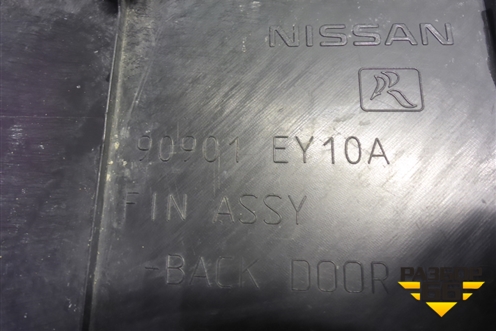 NISSAN
R
90901 EY10A
FIN ASSY
-BACK DOOR